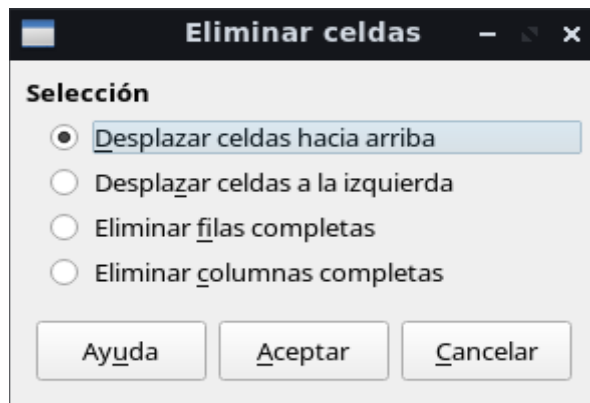 Eliminar celdas
Selección
Desplazar celdas hacia arriba
Desplazar celdas a la izquierda
Eliminar filas completas
Eliminar columnas completas
Ayuda Aceptar Cancelar